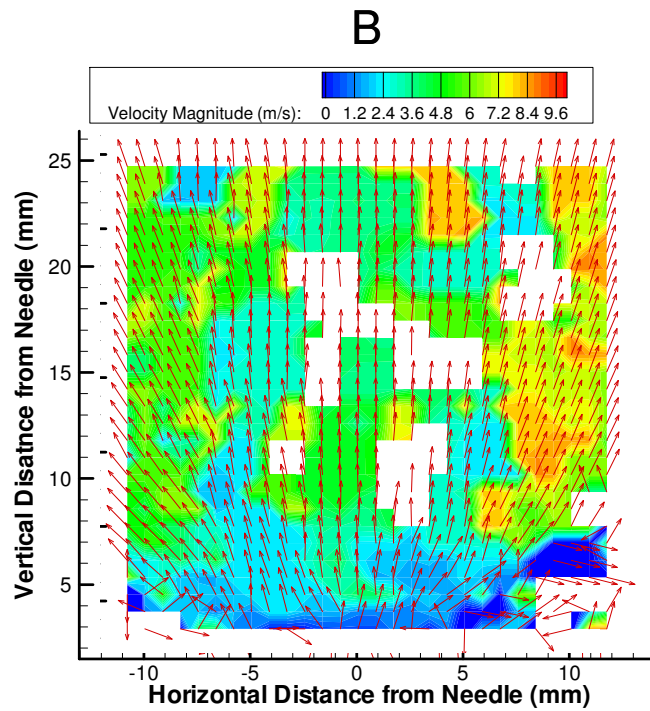 B
Velocity Magnitude (m/s): 0 1.2 2.4 3.6 4.8 6 7.2 8.4 9.6
25
20
15
10
5
Vertical Disatnce from Needle (mm)
-10 -5 0 5 10
Horizontal Distance from Needle (mm)